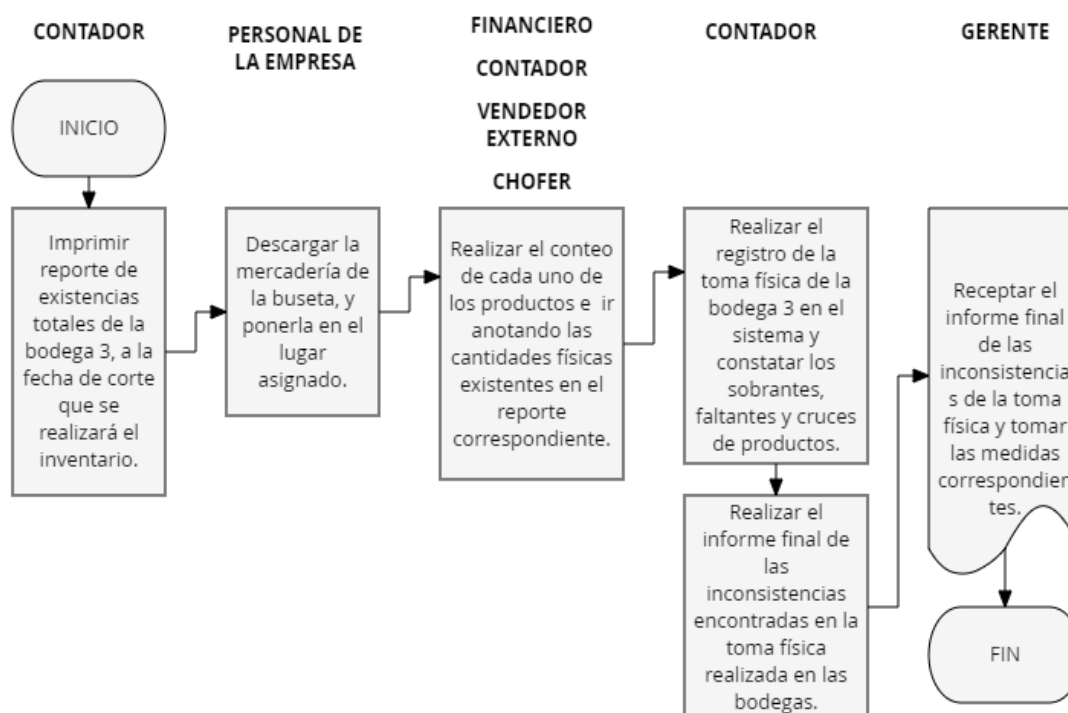 CONTADOR
PERSONAL DE
LA EMPRESA
FINANCIERO
CONTADOR
VENDEDOR
EXTERNO
CHOFER
CONTADOR
GERENTE
INICIO
Imprimir
reporte de
existencias
totales de la
bodega 3, a la
fecha de corte
que se
realizará el
inventario.
Descargar la
mercadería de
la buseta, y
ponerla en el
lugar
asignado.
Realizar el conteo
de cada uno de
los productos e ir
anotando las
cantidades físicas
existentes en el
reporte
correspondiente.
Realizar el
registro de la
toma física de la
bodega 3 en el
sistema y
constatar los
sobrantes,
faltantes y cruces
de productos.
Realizar el
informe final de
las
inconsistencias
encontradas en la
toma física
realizada en las
bodegas.
Receptar el
informe final
de las
inconsistencia
s de la toma
física y tomar
las medidas
correspondien
tes.
FIN